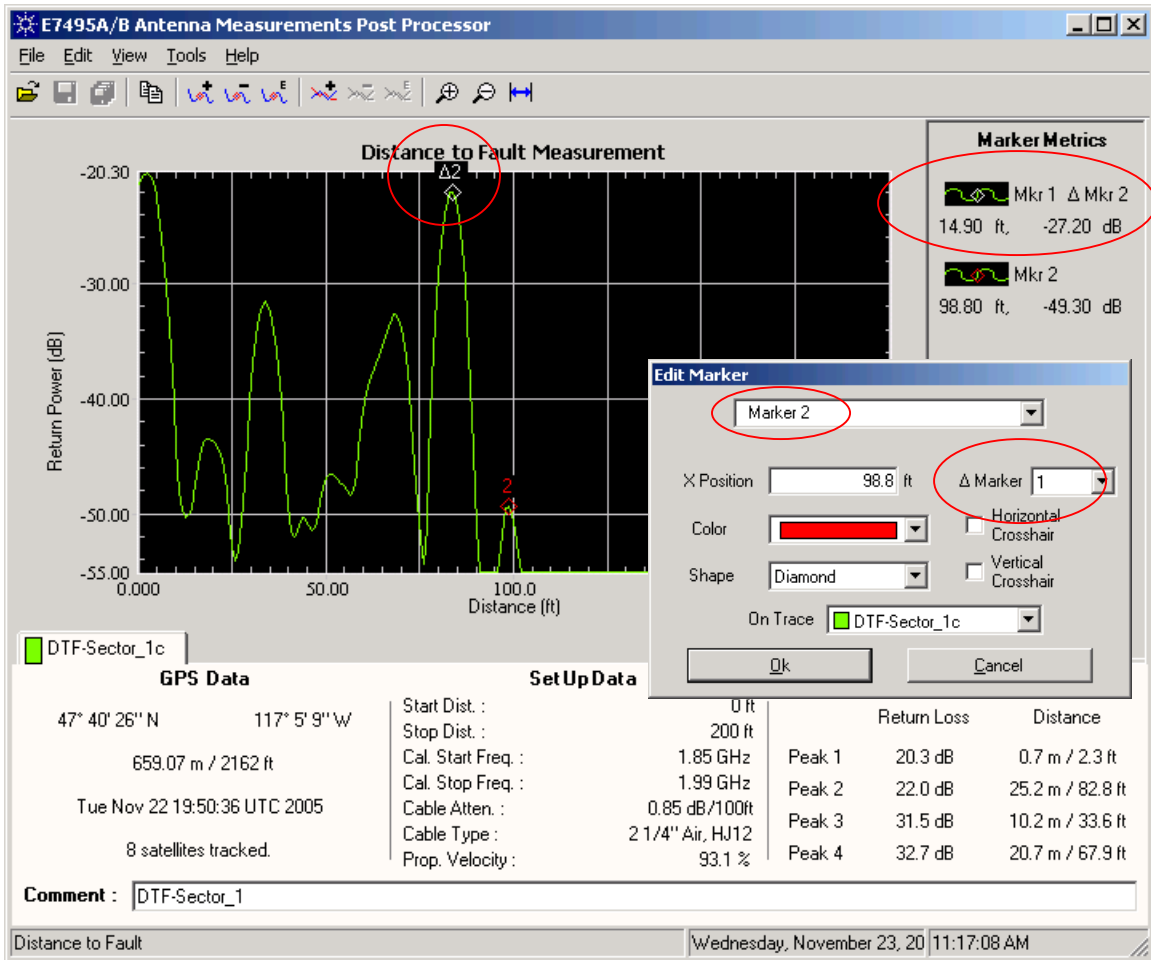 E7495A/B Antenna Measurements Post Processor
File Edit View Tools Help
E E
Distance to Fault Measurement
Marker Metrics
Mkr 1 Δ Mkr 2
14.90 ft, -27.20 dB
Mkr 2
98.80 ft, -49.30 dB
Return Power (dB)
-20.30
-30.00
-40.00
-50.00
-55.00
Δ2
2
0.000 50.00 100.0
Distance (ft)
Edit Marker
Marker 2
X Position 98.8 ft Δ Marker 1
Color
Horizontal
Crosshair
Shape Diamond
Vertical
Crosshair
On Trace DTF-Sector_1c
Ok Cancel
DTF-Sector_1c
GPS Data
47° 40' 26'' N 117° 5' 9'' W
659.07 m / 2162 ft
Tue Nov 22 19:50:36 UTC 2005
8 satellites tracked.
Set Up Data
Start Dist. : 0 ft
Stop Dist. : 200 ft
Cal. Start Freq. : 1.85 GHz
Cal. Stop Freq. : 1.99 GHz
Cable Atten. : 0.85 dB/100ft
Cable Type : 2 1/4'' Air, HJ12
Prop. Velocity : 93.1 %
Return Loss Distance
Peak 1 20.3 dB 0.7 m / 2.3 ft
Peak 2 22.0 dB 25.2 m / 82.8 ft
Peak 3 31.5 dB 10.2 m / 33.6 ft
Peak 4 32.7 dB 20.7 m / 67.9 ft
Comment : DTF-Sector_1
Distance to Fault Wednesday, November 23, 20 11:17:08 AM